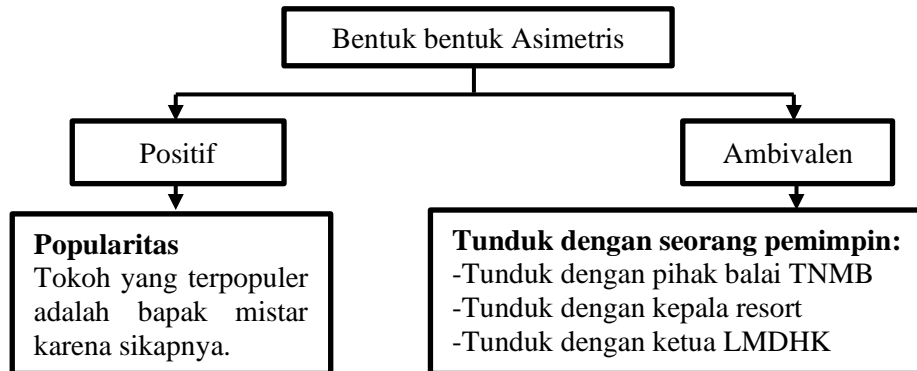 Bentuk bentuk Asimetris
Positif
Ambivalen
Popularitas
Tokoh yang terpopuler
adalah bapak mistar
karena sikapnya.
Tunduk dengan seorang pemimpin:
-Tunduk dengan pihak balai TNMB
-Tunduk dengan kepala resort
-Tunduk dengan ketua LMDHK